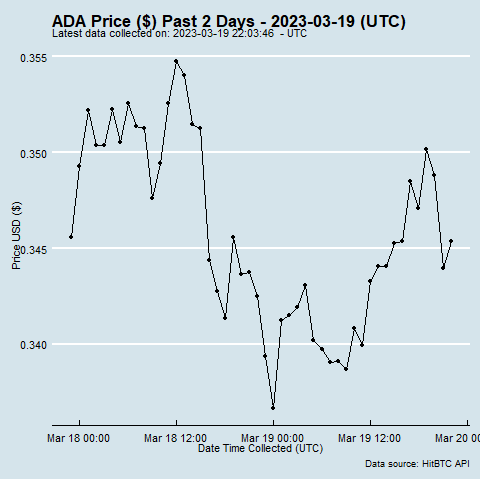 ADA Price ($) Past 2 Days - 2023-03-19 (UTC)
Latest data collected on: 2023-03-19 22:03:46  - UTC
0.355
0.350
0.345
0.340
Price USD ($)
Mar 18 00:00
Mar 18 12:00
Mar 19 00:00
Mar 19 12:00
Mar 20 00
Date Time Collected (UTC)
Data source: HitBTC API